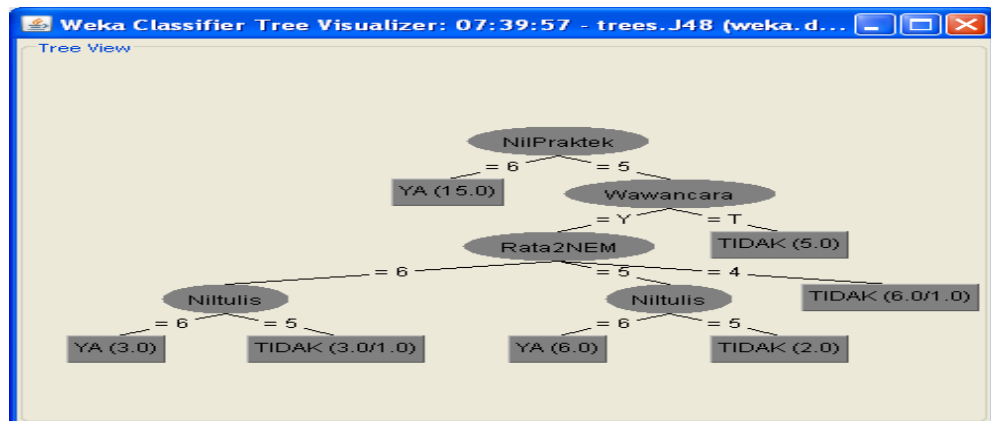 Weka Classifier Tree Visualizer: 07:39:57 - trees.J48 (weka.d...
Tree View
NilPraktek
= 6 = 5
YA (15.0) Wawancara
= Y = T
Rata2NEM TIDAK (5.0)
= 6 = 5 = 4
Niltulis Niltulis TIDAK (6.0/1.0)
= 6 = 5 = 6 = 5
YA (3.0) TIDAK (3.0/1.0) YA (6.0) TIDAK (2.0)